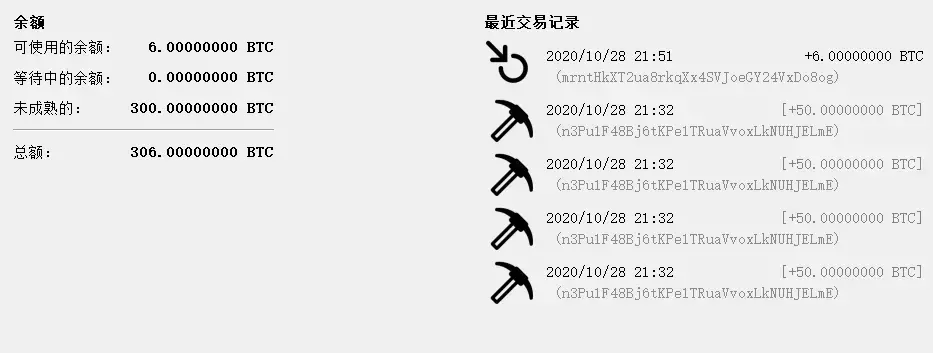 余额
可使用的余额: 6.00000000 BTC
等待中的余额: 0.00000000 BTC
未成熟的: 300.00000000 BTC
总额: 306.00000000 BTC
最近交易记录
2020/10/28 21:51 +6.00000000 BTC
(mrntHkXT2ua8rkqXx4SVJoeGY24VxDo8og)
2020/10/28 21:32 [+50.00000000 BTC]
(n3Pu1F48Bj6tKPe1TRuaVvoxLkNUHJELmE)
2020/10/28 21:32 [+50.00000000 BTC]
(n3Pu1F48Bj6tKPe1TRuaVvoxLkNUHJELmE)
2020/10/28 21:32 [+50.00000000 BTC]
(n3Pu1F48Bj6tKPe1TRuaVvoxLkNUHJELmE)
2020/10/28 21:32 [+50.00000000 BTC]
(n3Pu1F48Bj6tKPe1TRuaVvoxLkNUHJELmE)